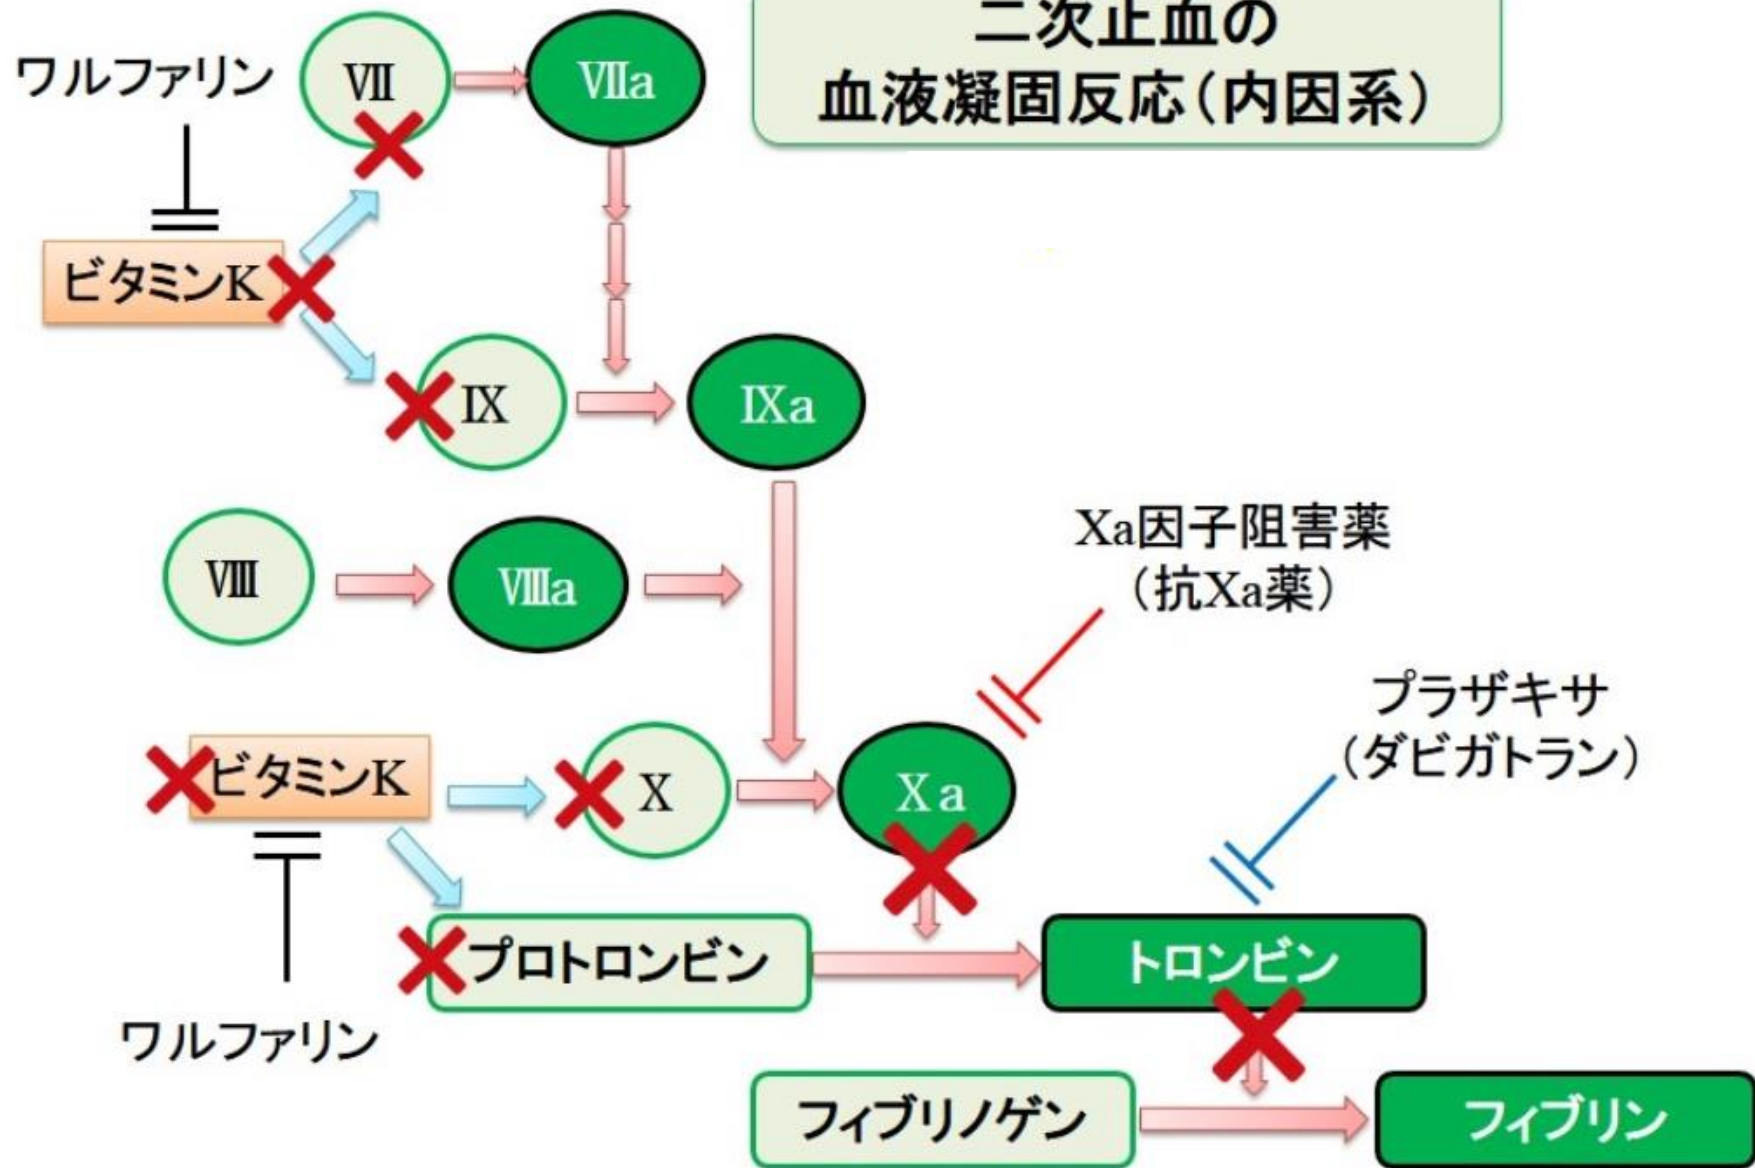 二次止血の
血液凝固反応（内因系）
ワルファリン
Ⅶ
Ⅶa
ビタミンK
Ⅸ
Ⅸa
Ⅷ
Ⅷa
Xa因子阻害薬
（抗Xa薬）
プラザキサ
（ダビガトラン）
ビタミンK
X
Xa
プロトロンビン
トロンビン
ワルファリン
フィブリノゲン
フィブリン